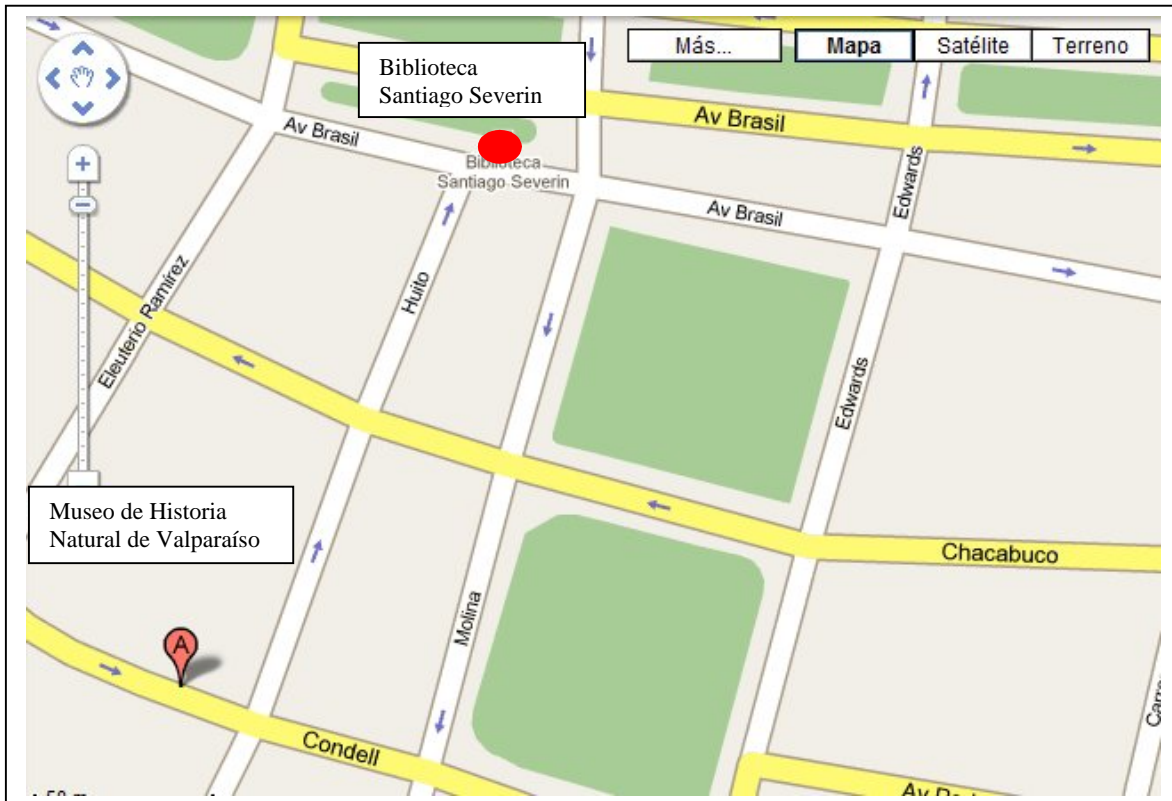 Biblioteca
Santiago Severin
Más...
Mapa
Satélite
Terreno
Av Brasil
Av Brasil
Biblioteca
Santiago Severin
Av Brasil
Edwards
Huito
Eleuterio Ramírez
Edwards
Museo de Historia
Natural de Valparaíso
Chacabuco
Molina
A
Condell
50 m